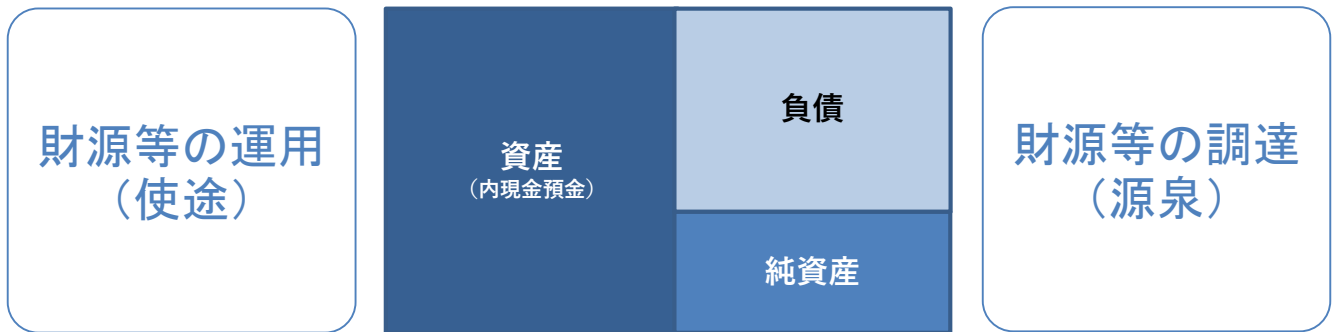 財源等の運用
（使途）
資産
（内現金預金）
負債
純資産
財源等の調達
（源泉）